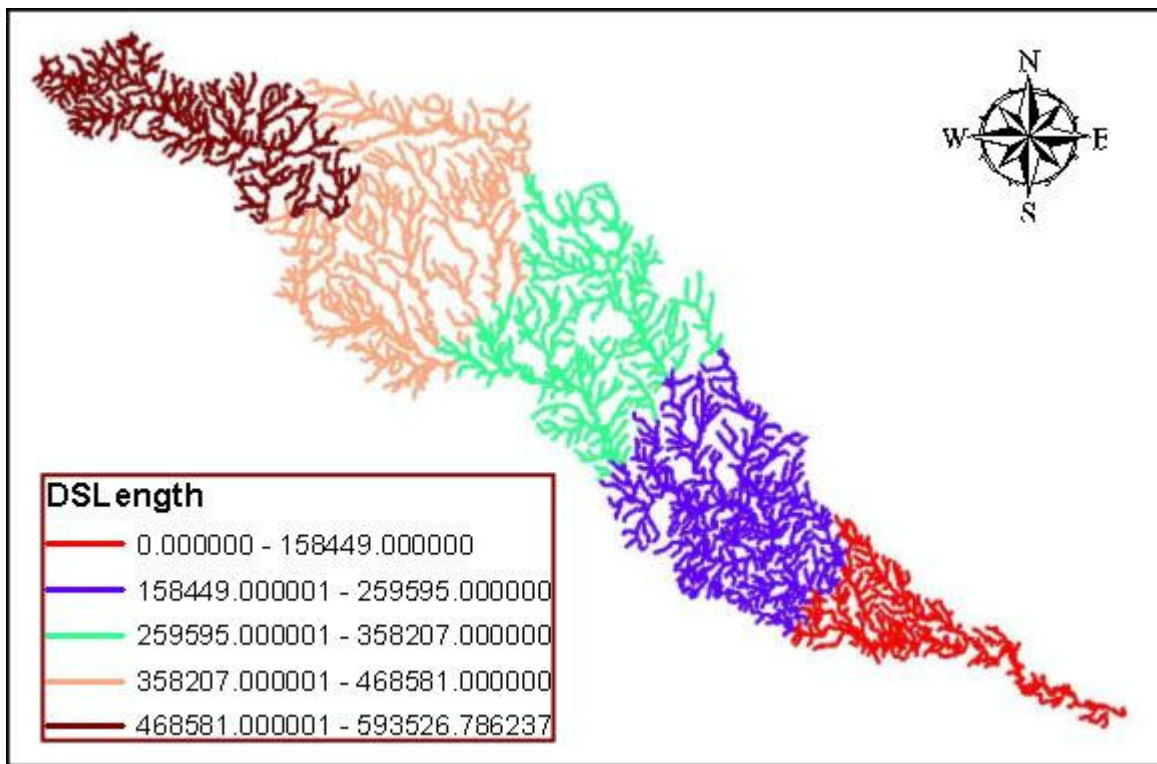 N
W E
S
DSLength
0.000000 - 158449.000000
158449.000001 - 259595.000000
259595.000001 - 358207.000000
358207.000001 - 468581.000000
468581.000001 - 593526.786237